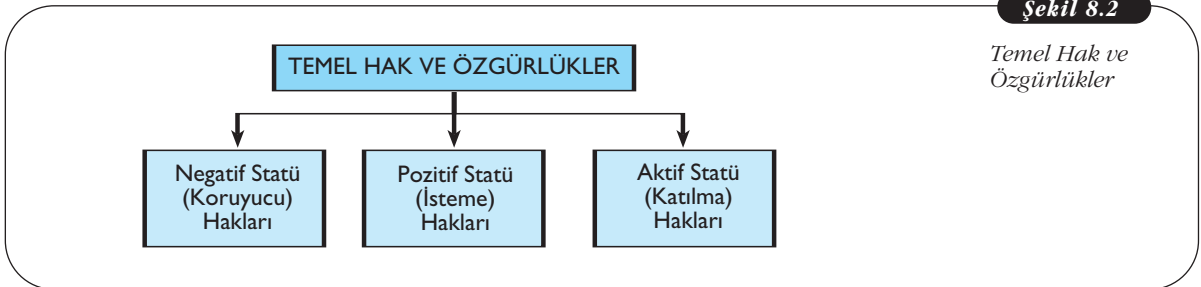 Şekil 8.2
Temel Hak ve
Özgürlükler
TEMEL HAK VE ÖZGÜRLÜKLER
Negatif Statü
(Koruyucu)
Hakları
Pozitif Statü
(İsteme)
Hakları
Aktif Statü
(Katılma)
Hakları